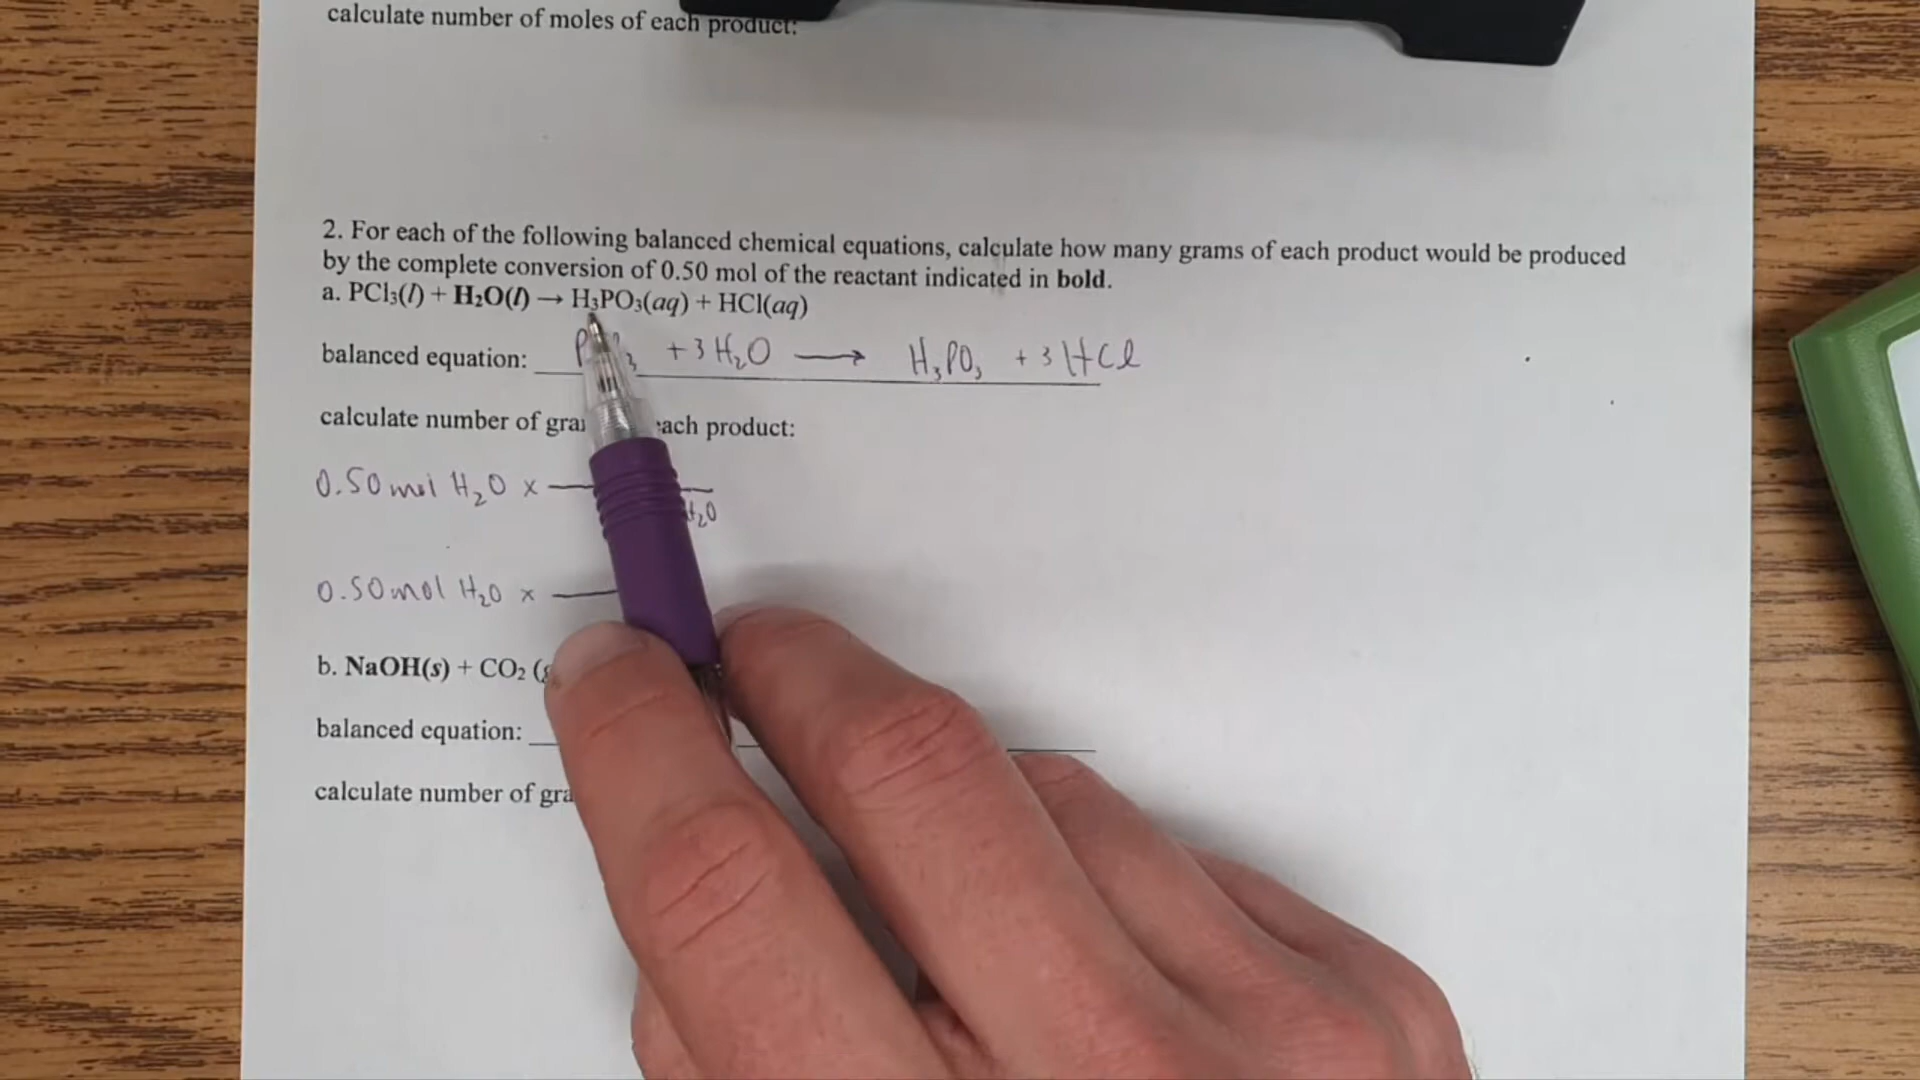 calculate number of moles of each product:
2. For each of the following balanced chemical equations, calculate how many grams of each product would be produced
by the complete conversion of 0.50 mol of the reactant indicated in bold.
a. PCl₃(l) + H₂O(l) → H₃PO₃(aq) + HCl(aq)
balanced equation: + 3 H₂O → H₃PO₃ + 3 HCl
calculate number of each product:
0.50 mol H₂O x
H₂O
0.50 mol H₂O x
b. NaOH(s) + CO₂ (
balanced equation:
calculate number of